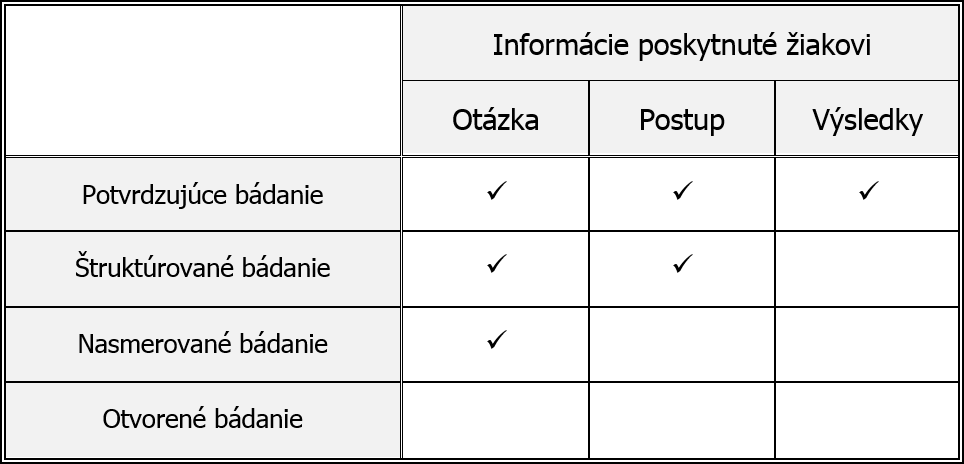 Informácie poskytnuté žiakovi
Otázka Postup Výsledky
Potvrdzujúce bádanie ✓ ✓ ✓
Štruktúrované bádanie ✓ ✓
Nasmerované bádanie ✓
Otvorené bádanie